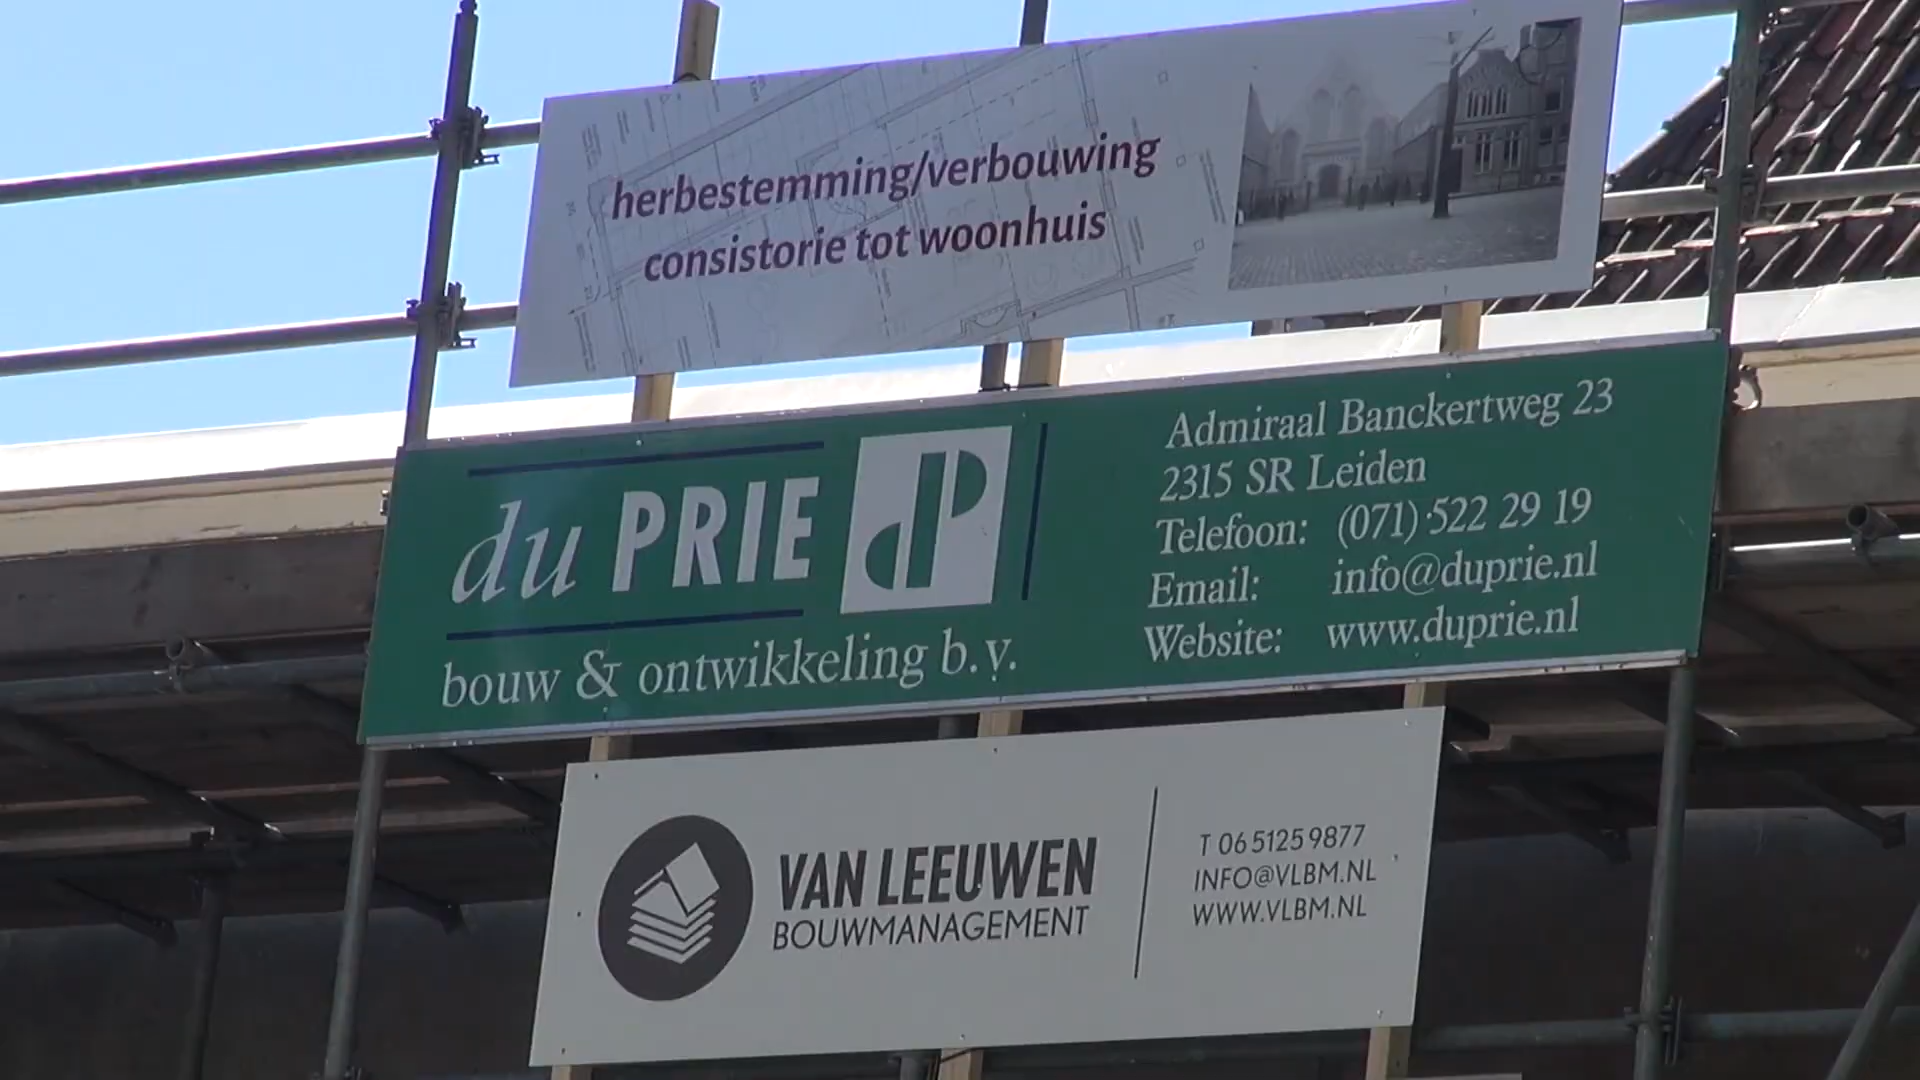 herbestemming/verbouwing
consistorie tot woonhuis
du PRIE dP
bouw & ontwikkeling b.v.
Admiraal Banckertweg 23
2315 SR Leiden
Telefoon: (071) 522 29 19
Email: info@duprie.nl
Website: www.duprie.nl
VAN LEEUWEN
BOUWMANAGEMENT
T 06 5125 9877
INFO@VLBM.NL
WWW.VLBM.NL